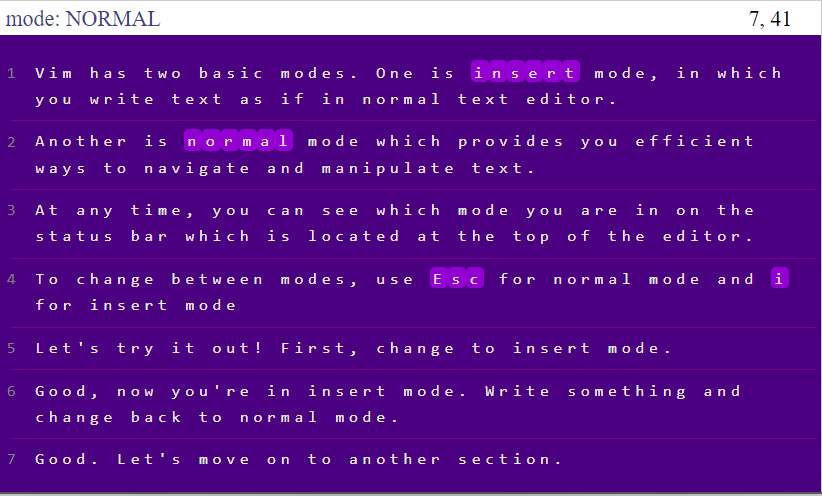 mode: NORMAL 7, 41
1 Vim has two basic modes. One is insert mode, in which
you write text as if in normal text editor.
2 Another is normal mode which provides you efficient
ways to navigate and manipulate text.
3 At any time, you can see which mode you are in on the
status bar which is located at the top of the editor.
4 To change between modes, use Esc for normal mode and i
for insert mode
5 Let's try it out! First, change to insert mode.
6 Good, now you're in insert mode. Write something and
change back to normal mode.
7 Good. Let's move on to another section.